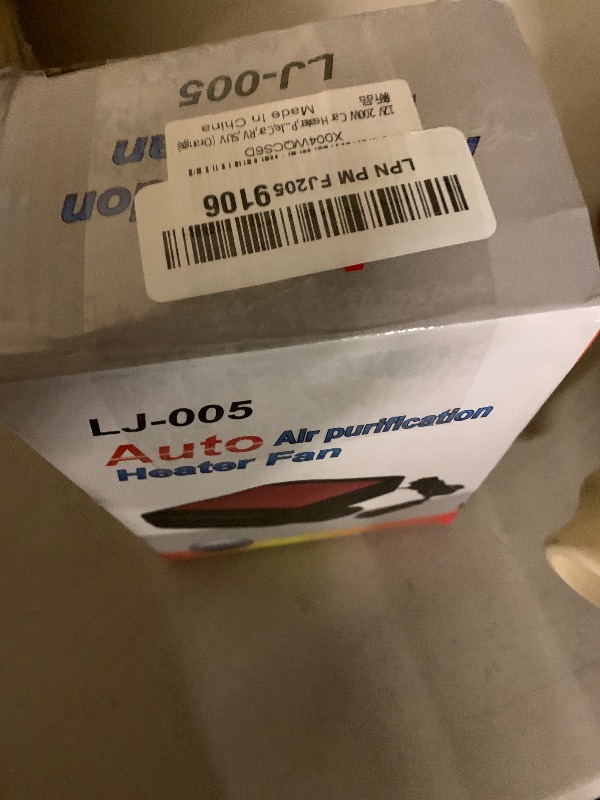 LJ-005
12V 200W Car Heater,P...le Car,RV,SUV (Orange)
新品
Made In China
X004WQCS6D
LPN PM FJ2059106
LJ-005
Auto Air purification
Heater Fan